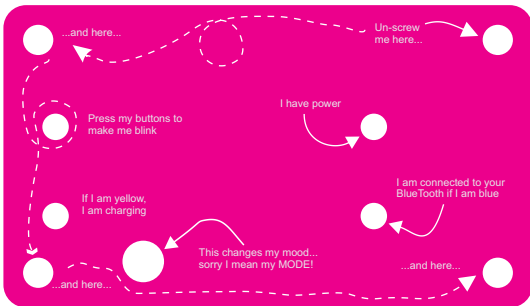 Un-screw
me here...
...and here...
Press my buttons to
make me blink
I have power
If I am yellow,
I am charging
I am connected to your
BlueTooth if I am blue
This changes my mood...
sorry I mean my MODE!
...and here...
...and here...